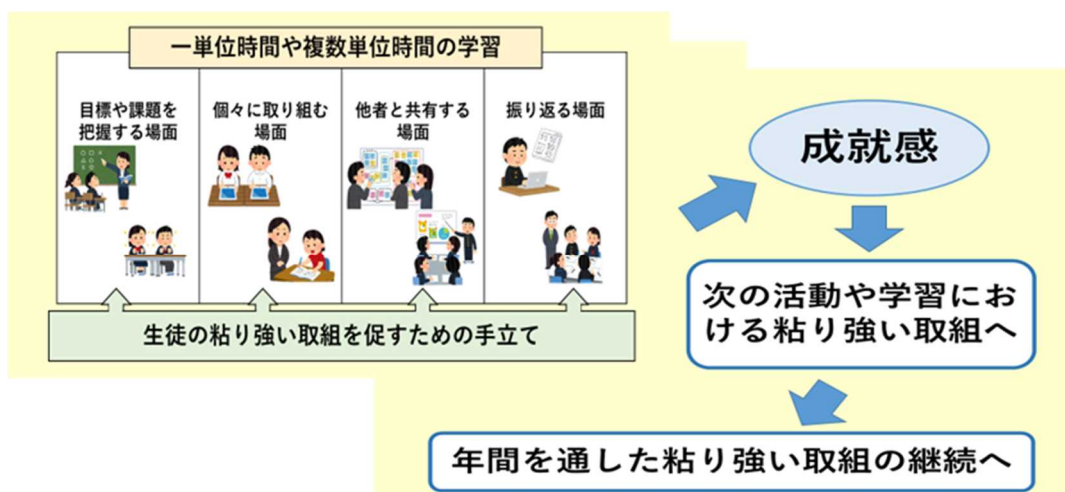 一単位時間や複数単位時間の学習
目標や課題を
把握する場面
個々に取り組む
場面
他者と共有する
場面
振り返る場面
生徒の粘り強い取組を促すための手立て
成就感
次の活動や学習にお
ける粘り強い取組へ
年間を通した粘り強い取組の継続へ